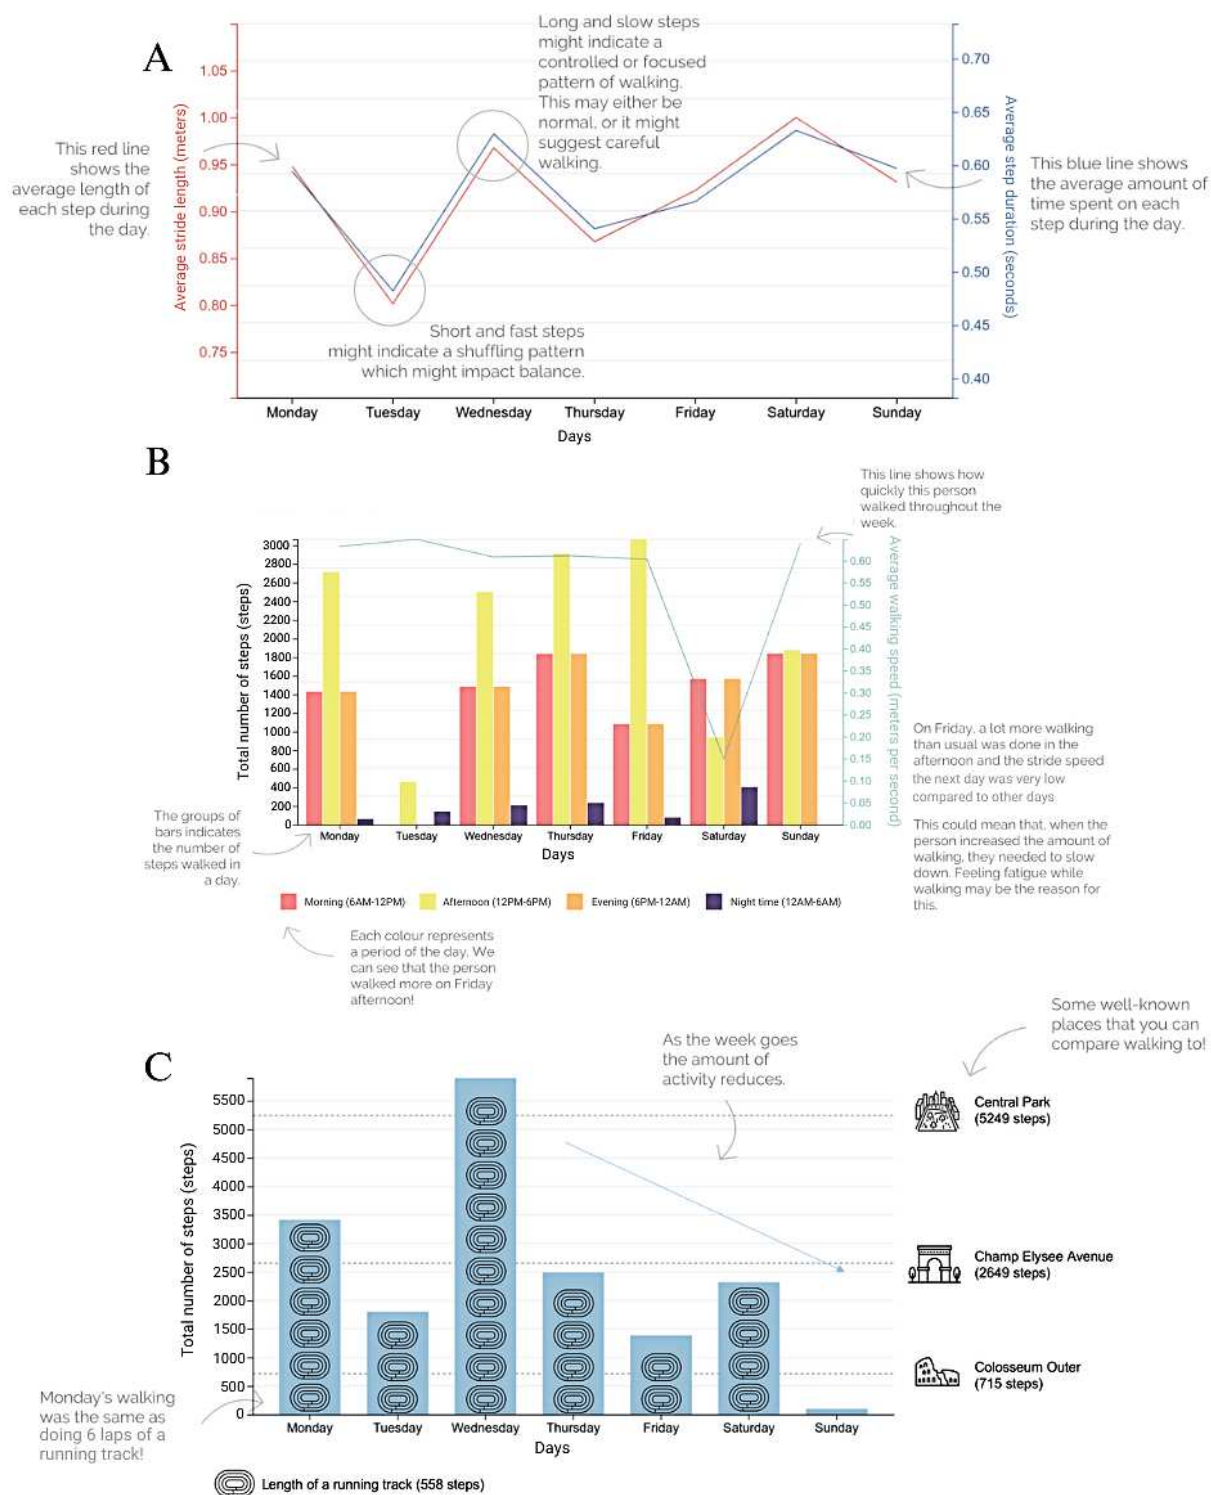 A
Long and slow steps
might indicate a
controlled or focused
pattern of walking.
This may either be
normal, or it might
suggest careful
walking.
This red line
shows the
average length of
each step during
the day.
Average stride length (meters)
1.05
1.00
0.95
0.90
0.85
0.80
0.75
0.70
0.65
0.60
0.55
0.50
0.45
0.40
Average step duration (seconds)
This blue line shows
the average amount of
time spent on each
step during the day.
Short and fast steps
might indicate a shuffling pattern
which might impact balance.
Monday Tuesday Wednesday Thursday Friday Saturday Sunday
Days
B
This line shows how
quickly this person
walked throughout the
week.
Total number of steps (steps)
3000
2800
2600
2400
2200
2000
1800
1600
1400
1200
1000
800
600
400
200
0
0.60
0.55
0.50
0.45
0.40
0.35
0.30
0.25
0.20
0.15
0.10
0.05
0.00
Average walking speed (meters per second)
On Friday, a lot more walking
than usual was done in the
afternoon and the stride speed
the next day was very low
compared to other days
This could mean that, when the
person increased the amount of
walking, they needed to slow
down. Feeling fatigue while
walking may be the reason for
this.
The groups of
bars indicates
the number of
steps walked in
a day.
Monday Tuesday Wednesday Thursday Friday Saturday Sunday
Days
Morning (6AM-12PM) Afternoon (12PM-6PM) Evening (6PM-12AM) Night time (12AM-6AM)
Each colour represents
a period of the day. We
can see that the person
walked more on Friday
afternoon!
C
As the week goes
the amount of
activity reduces.
Some well-known
places that you can
compare walking to!
Total number of steps (steps)
5500
5000
4500
4000
3500
3000
2500
2000
1500
1000
500
0
Central Park
(5249 steps)
Champ Elysee Avenue
(2649 steps)
Colosseum Outer
(715 steps)
Monday's walking
was the same as
doing 6 laps of a
running track!
Monday Tuesday Wednesday Thursday Friday Saturday Sunday
Days
Length of a running track (558 steps)